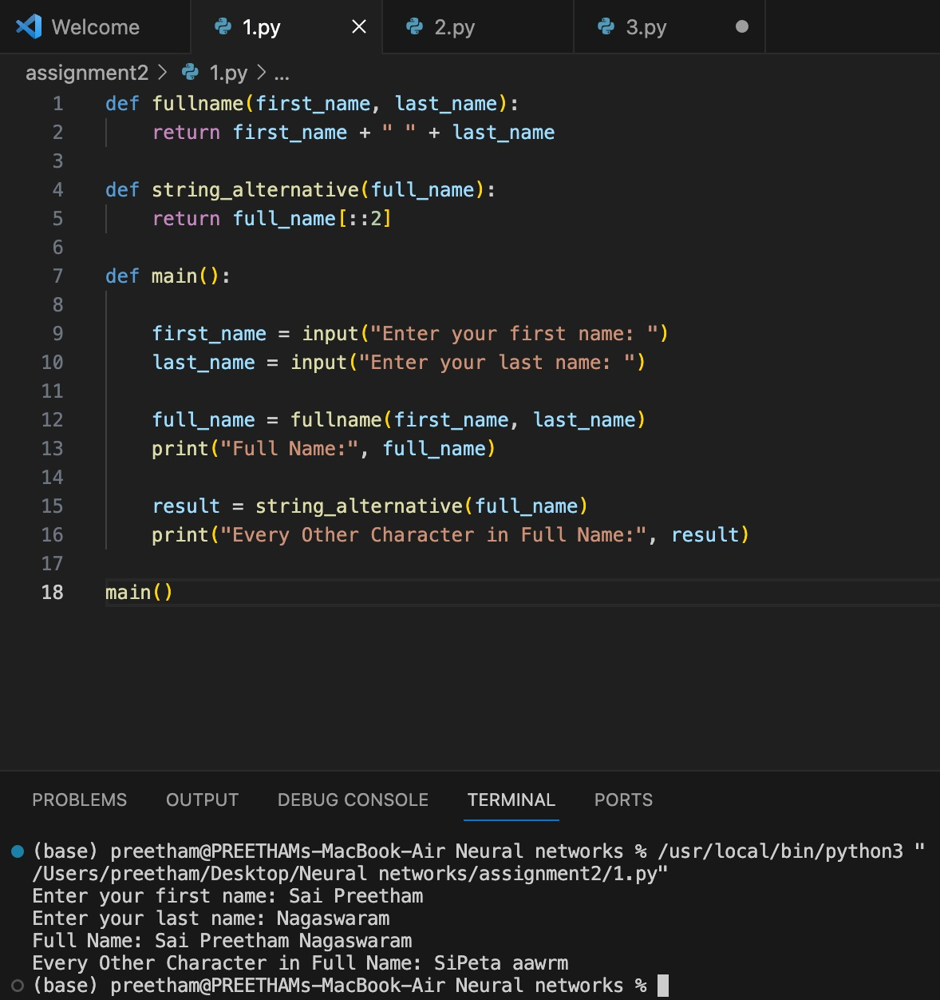 Welcome 1.py 2.py 3.py
assignment2 > 1.py > ...
1 def fullname(first_name, last_name):
2     return first_name + " " + last_name
3
4 def string_alternative(full_name):
5     return full_name[::2]
6
7 def main():
8
9     first_name = input("Enter your first name: ")
10     last_name = input("Enter your last name: ")
11
12     full_name = fullname(first_name, last_name)
13     print("Full Name:", full_name)
14
15     result = string_alternative(full_name)
16     print("Every Other Character in Full Name:", result)
17
18 main()
PROBLEMS OUTPUT DEBUG CONSOLE TERMINAL PORTS
(base) preetham@PREETHAMs-MacBook-Air Neural networks % /usr/local/bin/python3 "
/Users/preetham/Desktop/Neural networks/assignment2/1.py"
Enter your first name: Sai Preetham
Enter your last name: Nagaswaram
Full Name: Sai Preetham Nagaswaram
Every Other Character in Full Name: SiPeta aawrm
(base) preetham@PREETHAMs-MacBook-Air Neural networks %